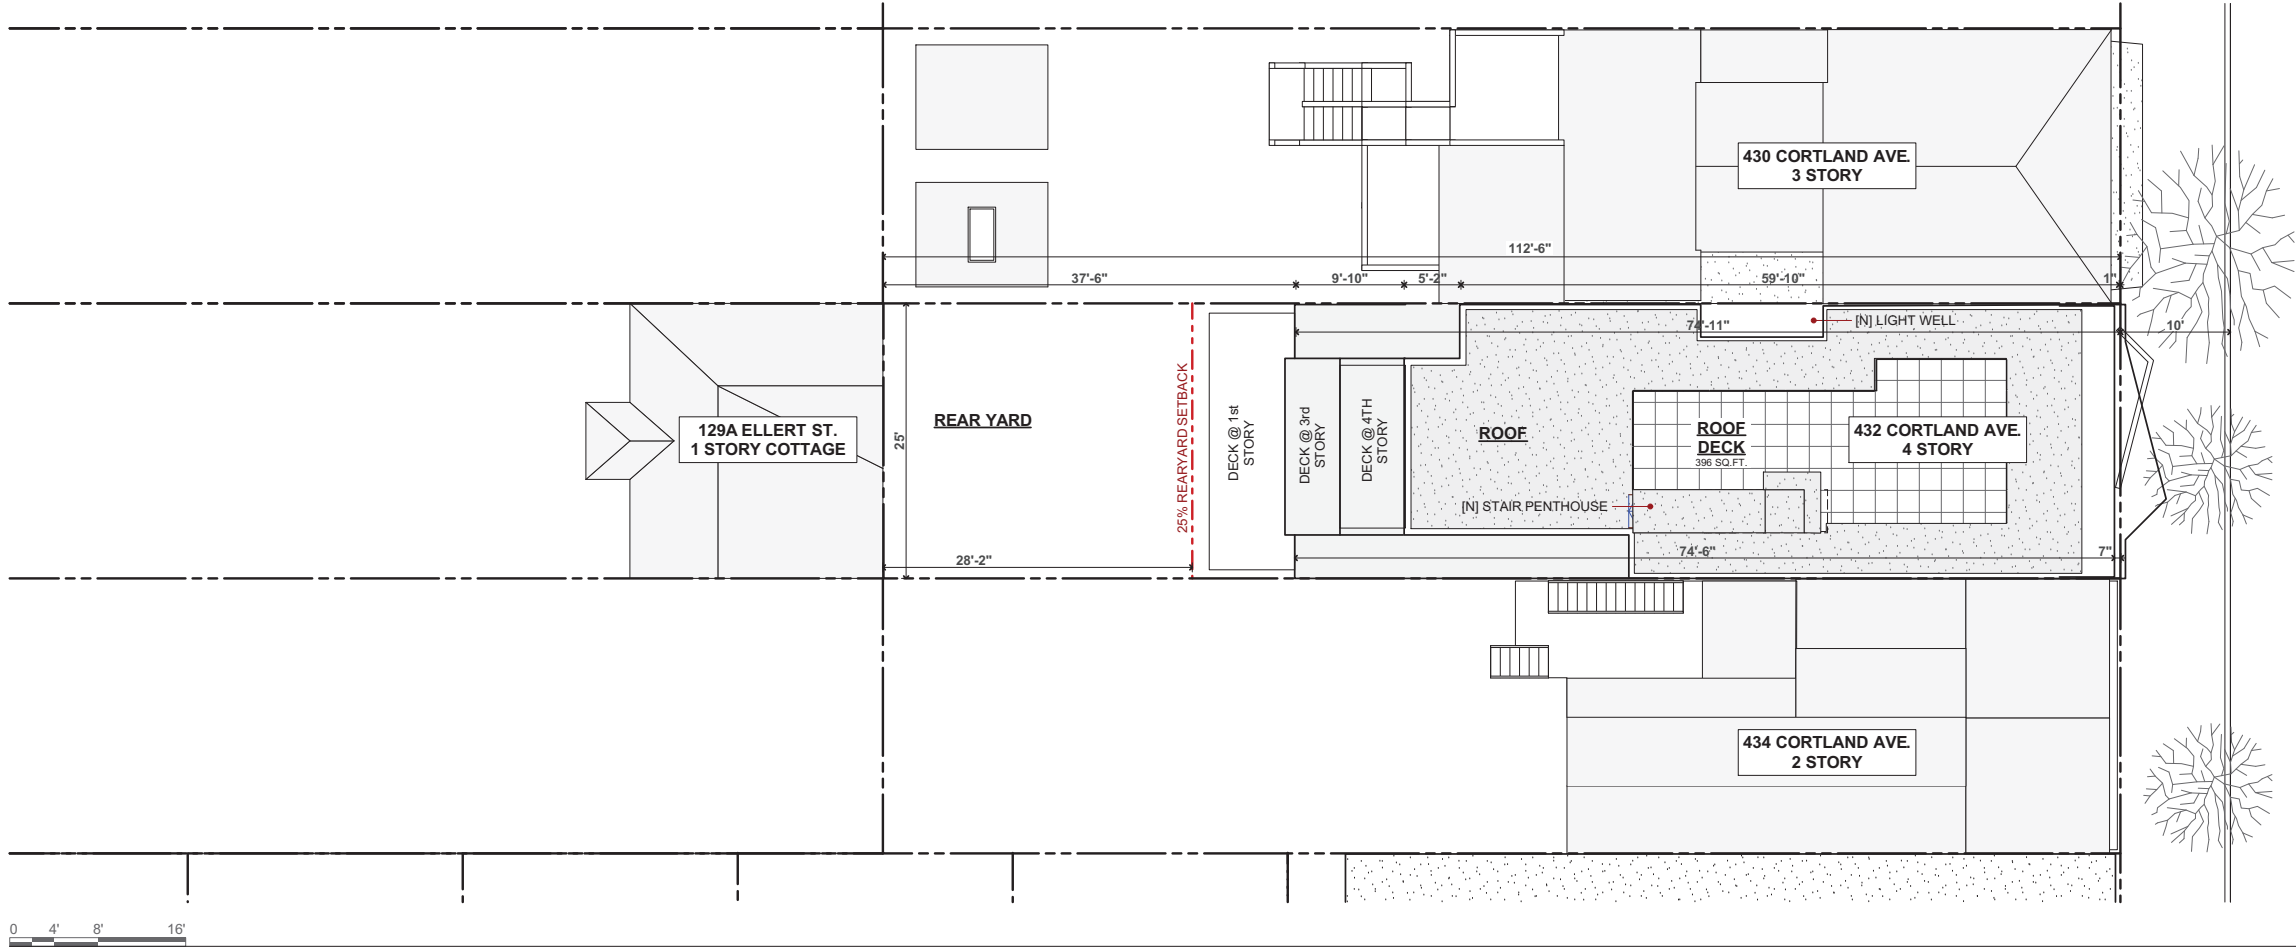 430 CORTLAND AVE.
3 STORY
112'-6"
37'-6"
9'-10"
5'-2"
59'-10"
1"
74'-11"
[N] LIGHT WELL
10'
129A ELLERT ST.
1 STORY COTTAGE
25'
REAR YARD
25% REARYARD SETBACK
DECK @ 1st
STORY
DECK @ 3rd
STORY
DECK @ 4TH
STORY
ROOF
ROOF
DECK
396 SQ.FT.
432 CORTLAND AVE.
4 STORY
[N] STAIR PENTHOUSE
28'-2"
74'-6"
7"
434 CORTLAND AVE.
2 STORY
0 4' 8' 16'